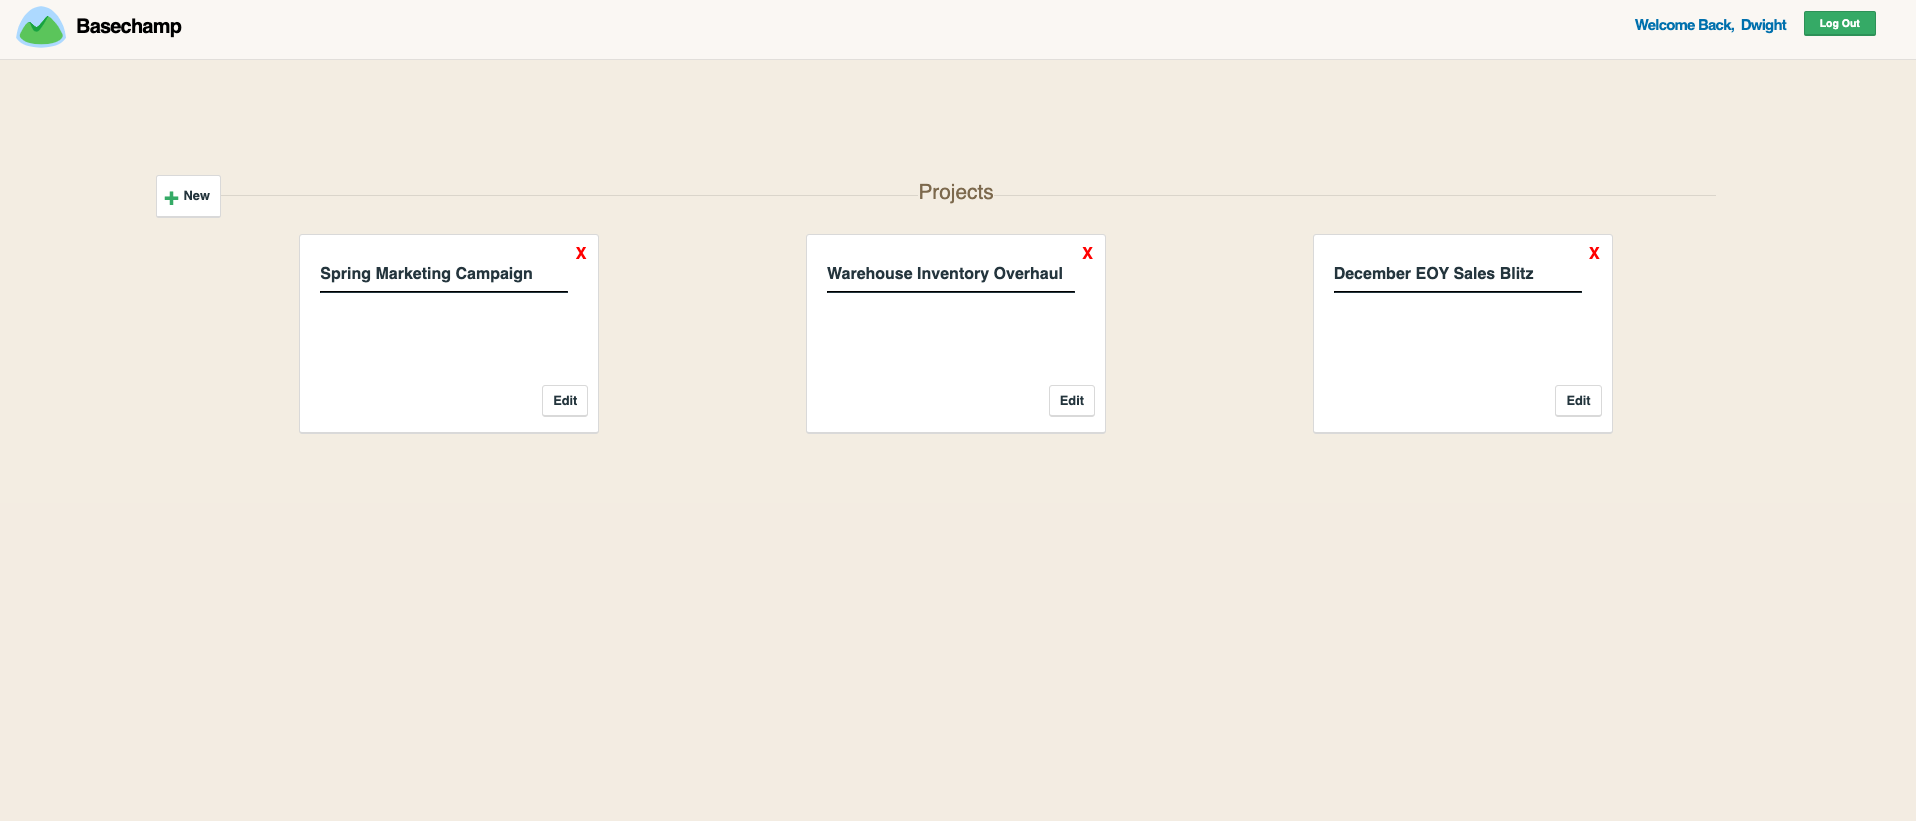 Basechamp
Welcome Back, Dwight
Log Out
New
Projects
X
Spring Marketing Campaign
Edit
X
Warehouse Inventory Overhaul
Edit
X
December EOY Sales Blitz
Edit